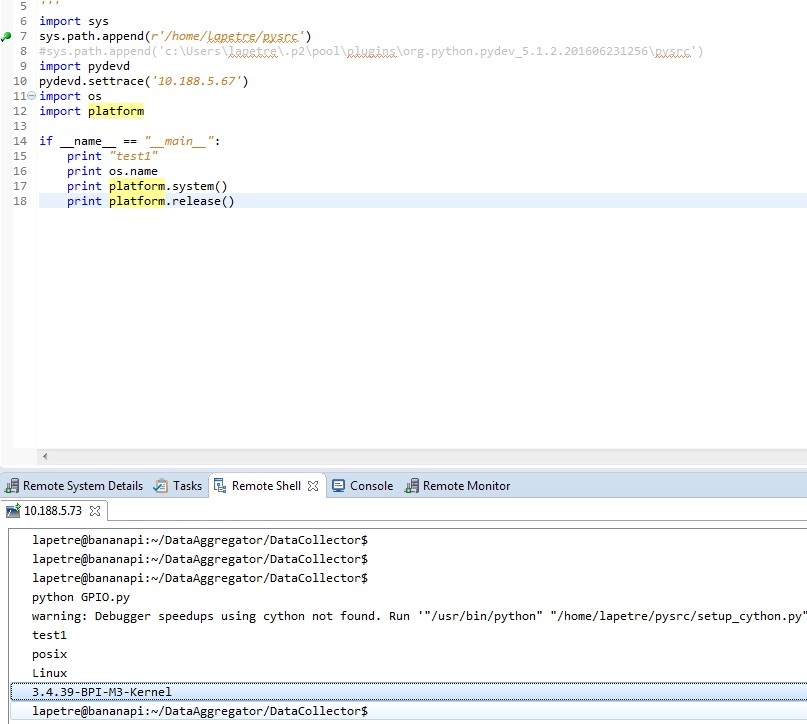 5 '''
6 import sys
7 sys.path.append(r'/home/lapetre/pysrc')
8 #sys.path.append('c:\Users\lapetre\.p2\pool\plugins\org.python.pydev_5.1.2.201606231256\pysrc')
9 import pydevd
10 pydevd.settrace('10.188.5.67')
11 import os
12 import platform
13
14 if __name__ == "__main__":
15 print "test1"
16 print os.name
17 print platform.system()
18 print platform.release()
Remote System Details Tasks Remote Shell Console Remote Monitor
10.188.5.73
lapetre@bananapi:~/DataAggregator/DataCollector$
lapetre@bananapi:~/DataAggregator/DataCollector$
lapetre@bananapi:~/DataAggregator/DataCollector$
python GPIO.py
warning: Debugger speedups using cython not found. Run '"/usr/bin/python" "/home/lapetre/pysrc/setup_cython.py"
test1
posix
Linux
3.4.39-BPI-M3-Kernel
lapetre@bananapi:~/DataAggregator/DataCollector$